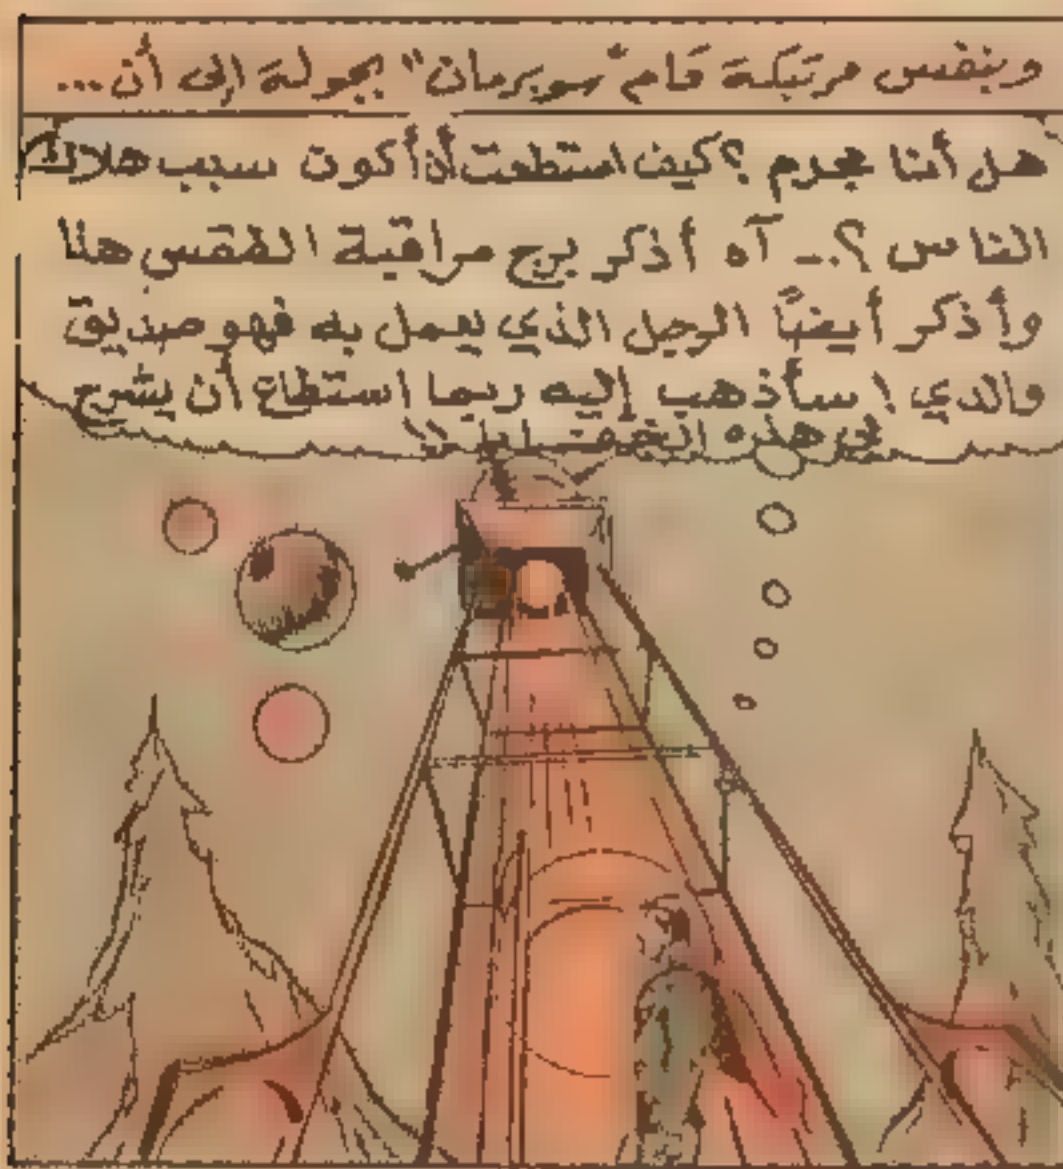 وبنفس مرتبكة قام "سوبرمان" بجولة إلى أن...
هل أنا مجرم ؟ كيف استطعت أن أكون سبب هلاك
الناس ؟.. آه أذكر برج مراقبة الطقس هنا
وأذكر أيضاً الرجل الذي يعمل به فهو صديق
والدي ! سأذهب إليه ربما استطاع أن يشرح
لي هذه